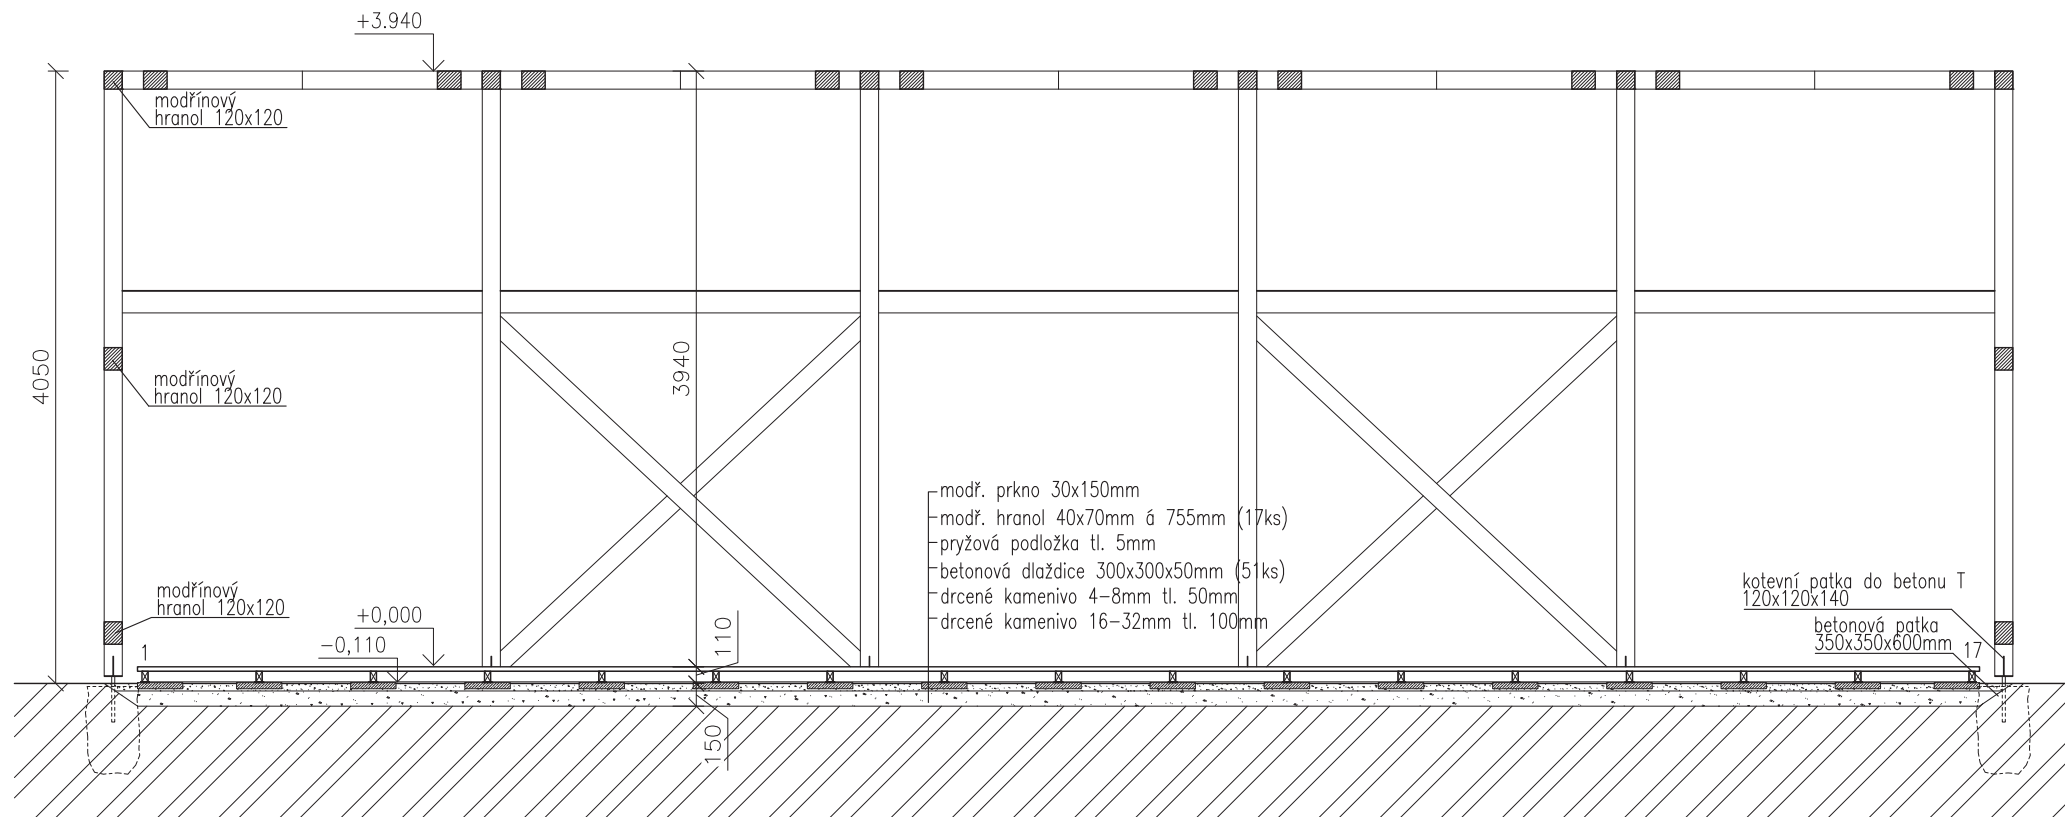 +3.940
modřínový
hranol 120x120
4050
3940
modřínový
hranol 120x120
modř. prkno 30x150mm
modř. hranol 40x70mm á 755mm (17ks)
pryžová podložka tl. 5mm
betonová dlaždice 300x300x50mm (51ks)
drcené kamenivo 4-8mm tl. 50mm
drcené kamenivo 16-32mm tl. 100mm
kotevní patka do betonu T
120x120x140
modřínový
hranol 120x120
+0,000
-0,110
110
betonová patka
350x350x600mm
1
17
150